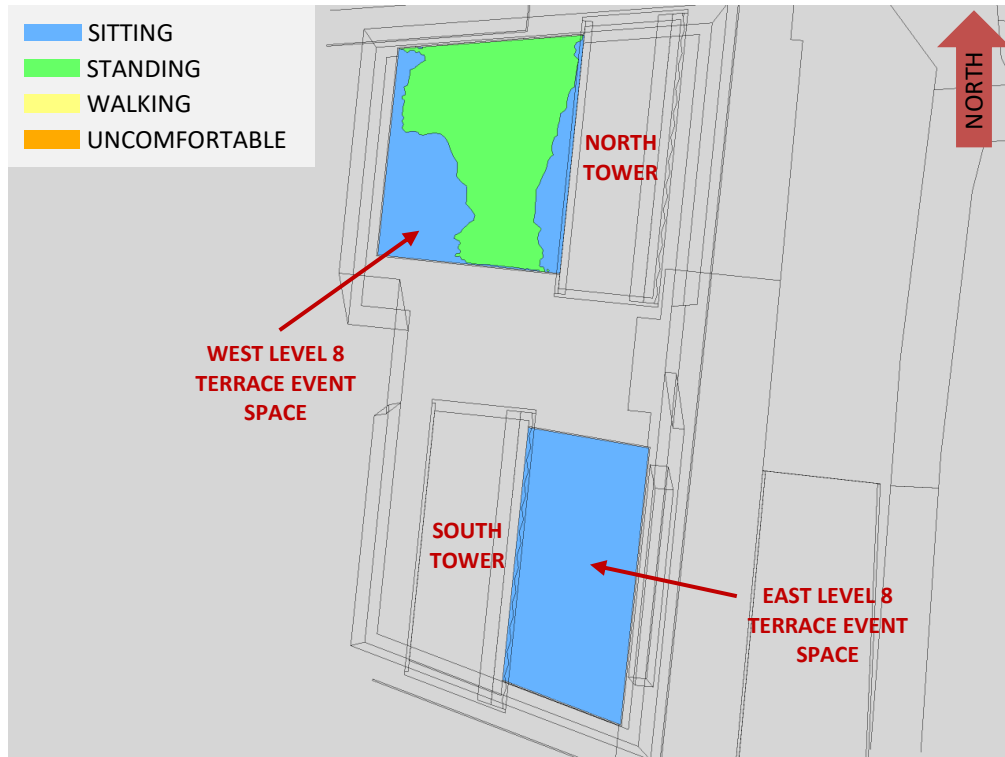 SITTING
STANDING
WALKING
UNCOMFORTABLE
NORTH
NORTH
TOWER
WEST LEVEL 8
TERRACE EVENT
SPACE
SOUTH
TOWER
EAST LEVEL 8
TERRACE EVENT
SPACE